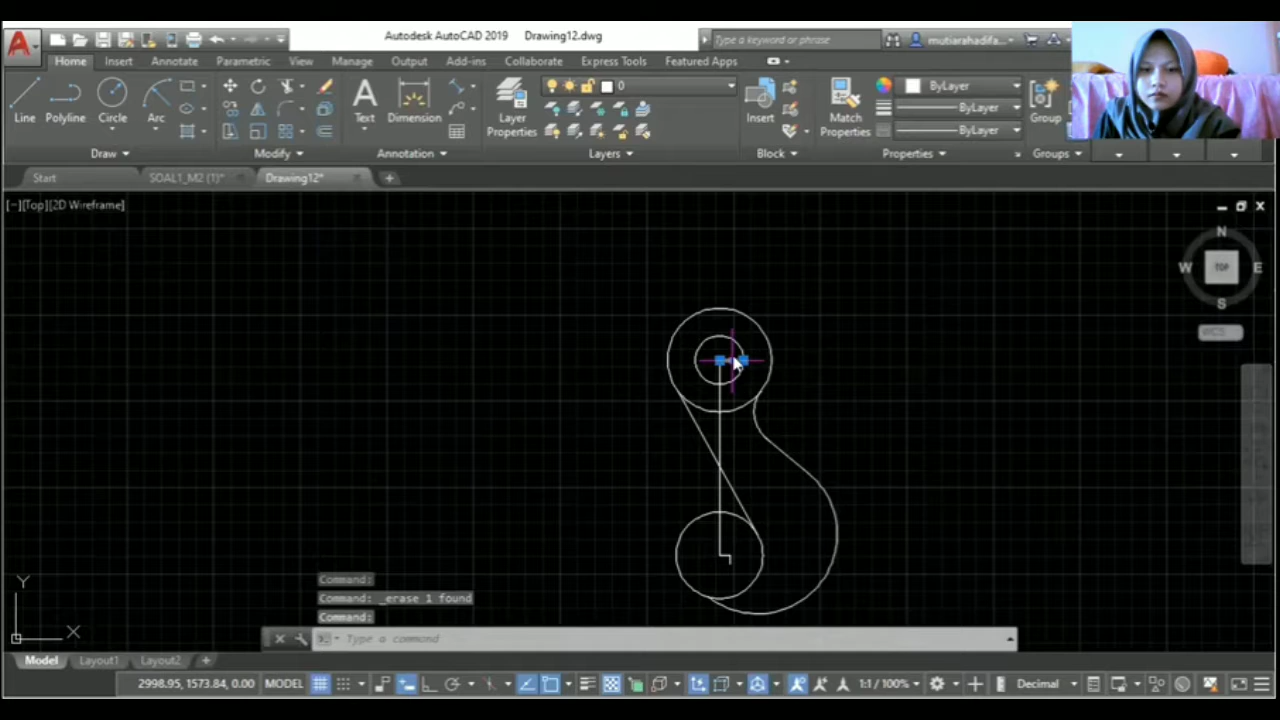 Autodesk AutoCAD 2019 Drawing12.dwg
Type a keyword or phrase
mutiarahadifa...
Home Insert Annotate Parametric View Manage Output Add-ins Collaborate Express Tools Featured Apps
Line Polyline Circle Arc
Text Dimension
Layer
Properties
0
Insert
Match
Properties
ByLayer
ByLayer
ByLayer
Group
Draw Modify Annotation Layers Block Properties Groups
Start SOAL1_M2 (1)* Drawing12*
[−][Top][2D Wireframe]
N
W TOP E
S
WCS
Y
X
Command:
Command: _erase 1 found
Command:
Type a command
Model Layout1 Layout2
2998.95, 1573.84, 0.00 MODEL 1:1 / 100% Decimal